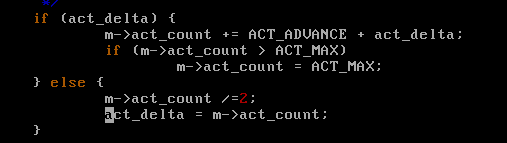 */
if (act_delta) {
m->act_count += ACT_ADVANCE + act_delta;
if (m->act_count > ACT_MAX)
m->act_count = ACT_MAX;
} else {
m->act_count /=2;
act_delta = m->act_count;
}